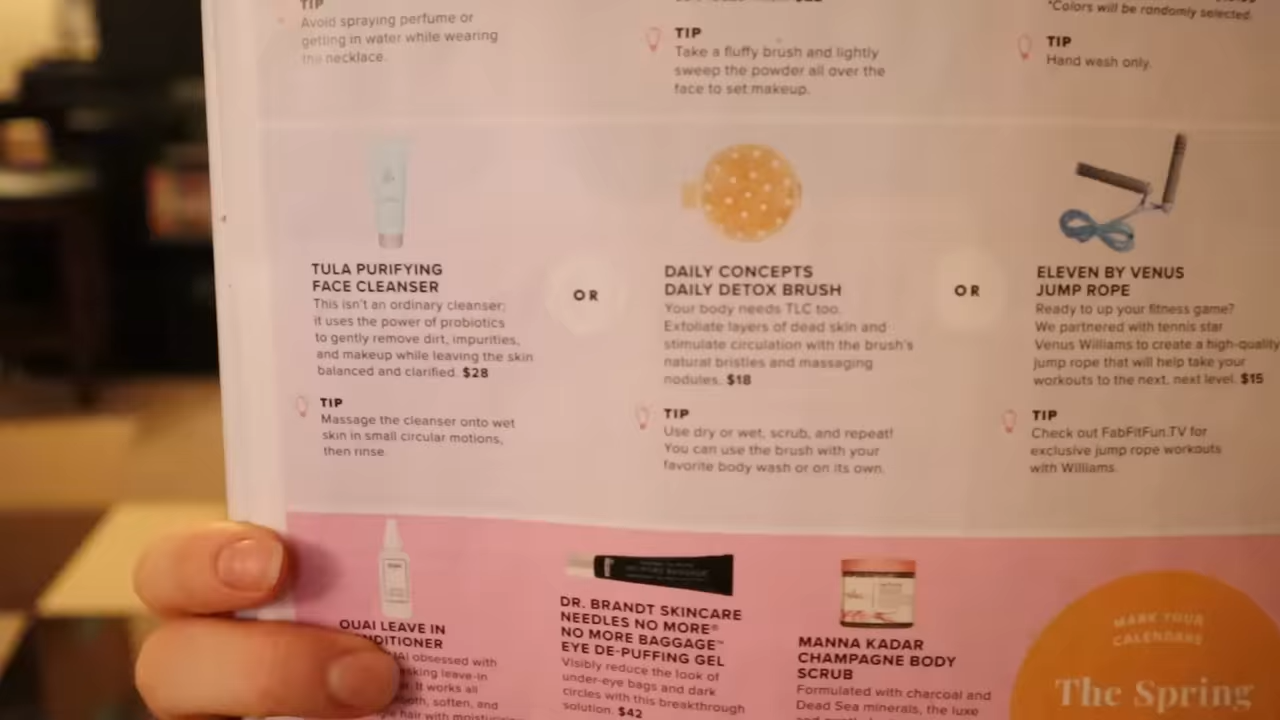 TIP
Avoid spraying perfume or
getting in water while wearing
the necklace.
TIP
Take a fluffy brush and lightly
sweep the powder all over the
face to set makeup.
*Colors will be randomly selected.
TIP
Hand wash only.
TULA PURIFYING
FACE CLEANSER
This isn't an ordinary cleanser;
it uses the power of probiotics
to gently remove dirt, impurities,
and makeup while leaving the skin
balanced and clarified. $28
TIP
Massage the cleanser onto wet
skin in small circular motions,
then rinse.
OR
DAILY CONCEPTS
DAILY DETOX BRUSH
Your body needs TLC too.
Exfoliate layers of dead skin and
stimulate circulation with the brush's
natural bristles and massaging
nodules. $18
TIP
Use dry or wet, scrub, and repeat!
You can use the brush with your
favorite body wash or on its own.
OR
ELEVEN BY VENUS
JUMP ROPE
Ready to up your fitness game?
We partnered with tennis star
Venus Williams to create a high-quality
jump rope that will help take your
workouts to the next, next level. $15
TIP
Check out FabFitFun.TV for
exclusive jump rope workouts
with Williams.
OUAI LEAVE IN
NDITIONER
obsessed with
leave-in
It works all
soften, and
hair with
DR. BRANDT SKINCARE
NEEDLES NO MORE®
NO MORE BAGGAGE™
EYE DE-PUFFING GEL
Visibly reduce the look of
under-eye bags and dark
circles with this breakthrough
solution. $42
MANNA KADAR
CHAMPAGNE BODY
SCRUB
Formulated with charcoal and
Dead Sea minerals, the luxe
MARK YOUR
CALENDARS
The Spring